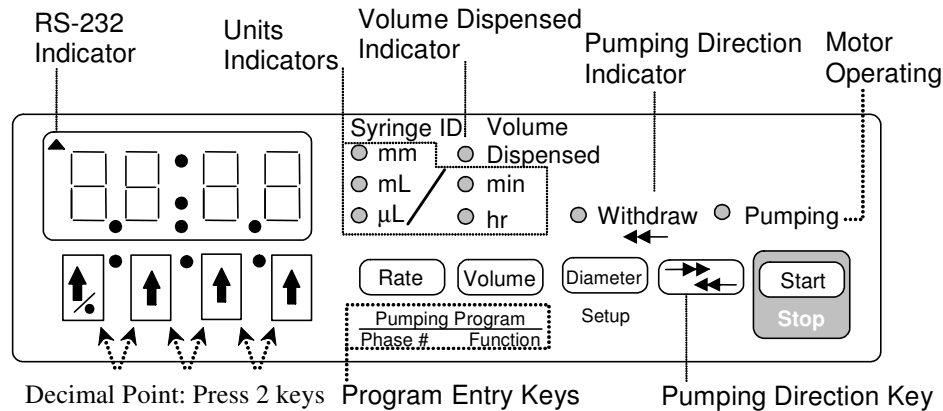 RS-232
Indicator
Units
Indicators
Volume Dispensed
Indicator
Pumping Direction
Indicator
Motor
Operating
Syringe ID
Volume
Dispensed
mm
mL
min
µL
hr
Withdraw
Pumping
Rate
Volume
Diameter
Start
Setup
Stop
Pumping Program
Phase # Function
Decimal Point: Press 2 keys
Program Entry Keys
Pumping Direction Key